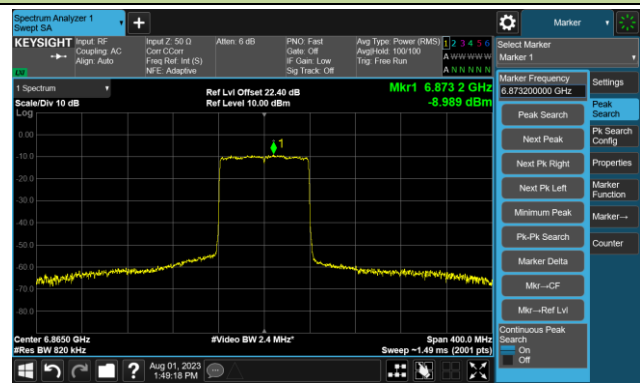 Spectrum Analyzer 1
Swept SA
KEYSIGHT
Input: RF
Coupling: AC
Align: Auto
Input Z: 50 Ω
Corr CCorr
Freq Ref: Int (S)
NFE: Adaptive
Atten: 6 dB
PNO: Fast
Gate: Off
IF Gain: Low
Sig Track: Off
Avg Type: Power (RMS)
Avg|Hold: 100/100
Trig: Free Run
1 2 3 4 5 6
A W W W W W
A N N N N N
LXI
1 Spectrum
Scale/Div 10 dB
Log
Ref Lvl Offset 22.40 dB
Ref Level 10.00 dBm
Mkr1 6.873 2 GHz
-8.989 dBm
1
0.00
-10.0
-20.0
-30.0
-40.0
-50.0
-60.0
-70.0
-80.0
Center 6.8650 GHz
#Res BW 820 kHz
#Video BW 2.4 MHz*
Span 400.0 MHz
Sweep ~1.49 ms (2001 pts)
Aug 01, 2023
1:49:18 PM
?
Marker
Select Marker
Marker 1
Marker Frequency
6.873200000 GHz
Peak Search
Next Peak
Next Pk Right
Next Pk Left
Minimum Peak
Pk-Pk Search
Marker Delta
Mkr→CF
Mkr→Ref Lvl
Continuous Peak
Search
On
Off
Settings
Peak
Search
Pk Search
Config
Properties
Marker
Function
Marker→
Counter